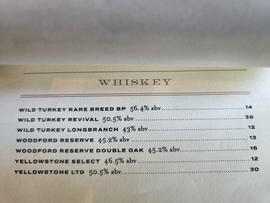 WHISKEY
WILD TURKEY RARE BREED BP 56.4% abv 14
WILD TURKEY REVIVAL 50.5% abv 38
WILD TURKEY LONGBRANCH 43% abv 12
WOODFORD RESERVE 45.2% abv 13
WOODFORD RESERVE DOUBLE OAK 45.2% abv 16
YELLOWSTONE SELECT 46.5% abv 12
YELLOWSTONE LTD 50.5% abv 30